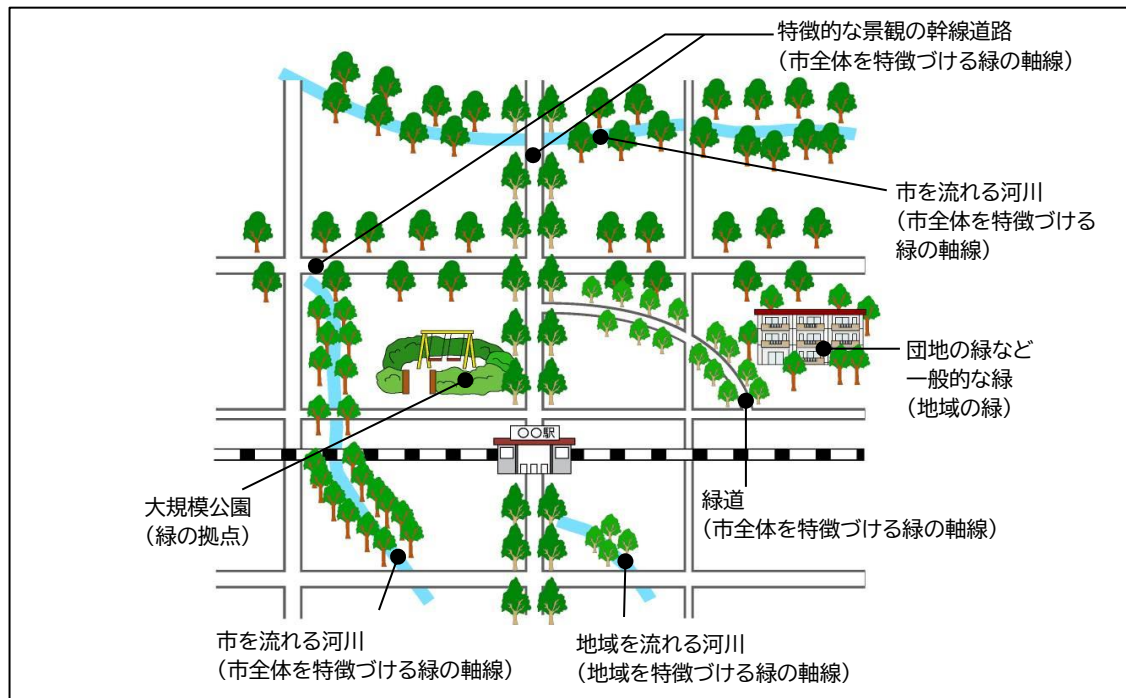 特徴的な景観の幹線道路
（市全体を特徴づける緑の軸線）
市を流れる河川
（市全体を特徴づける
緑の軸線）
団地の緑など
一般的な緑
（地域の緑）
〇〇駅
大規模公園
（緑の拠点）
緑道
（市全体を特徴づける緑の軸線）
市を流れる河川
（市全体を特徴づける緑の軸線）
地域を流れる河川
（地域を特徴づける緑の軸線）